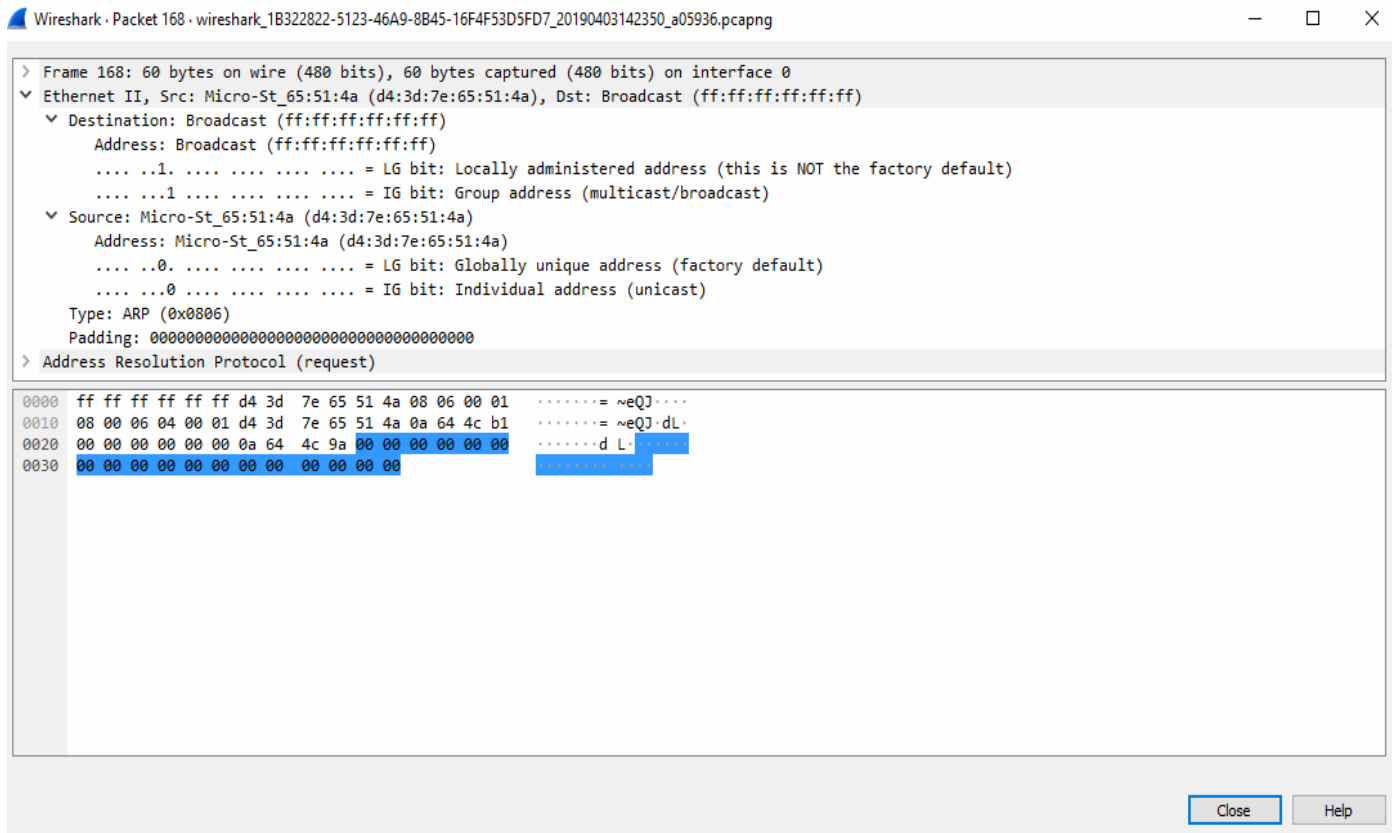 Wireshark · Packet 168 · wireshark_1B322822-5123-46A9-8B45-16F4F53D5FD7_20190403142350_a05936.pcapng
Frame 168: 60 bytes on wire (480 bits), 60 bytes captured (480 bits) on interface 0
Ethernet II, Src: Micro-St_65:51:4a (d4:3d:7e:65:51:4a), Dst: Broadcast (ff:ff:ff:ff:ff:ff)
Destination: Broadcast (ff:ff:ff:ff:ff:ff)
Address: Broadcast (ff:ff:ff:ff:ff:ff)
.... ..1. .... .... .... .... = LG bit: Locally administered address (this is NOT the factory default)
.... ...1 .... .... .... .... = IG bit: Group address (multicast/broadcast)
Source: Micro-St_65:51:4a (d4:3d:7e:65:51:4a)
Address: Micro-St_65:51:4a (d4:3d:7e:65:51:4a)
.... ..0. .... .... .... .... = LG bit: Globally unique address (factory default)
.... ...0 .... .... .... .... = IG bit: Individual address (unicast)
Type: ARP (0x0806)
Padding: 000000000000000000000000000000000000
Address Resolution Protocol (request)
0000 ff ff ff ff ff ff d4 3d 7e 65 51 4a 08 06 00 01 ·······= ~eQJ····
0010 08 00 06 04 00 01 d4 3d 7e 65 51 4a 0a 64 4c b1 ·······= ~eQJ·dL·
0020 00 00 00 00 00 00 0a 64 4c 9a 00 00 00 00 00 00 ·······d L·······
0030 00 00 00 00 00 00 00 00 00 00 00 00 ········ ····
Close Help